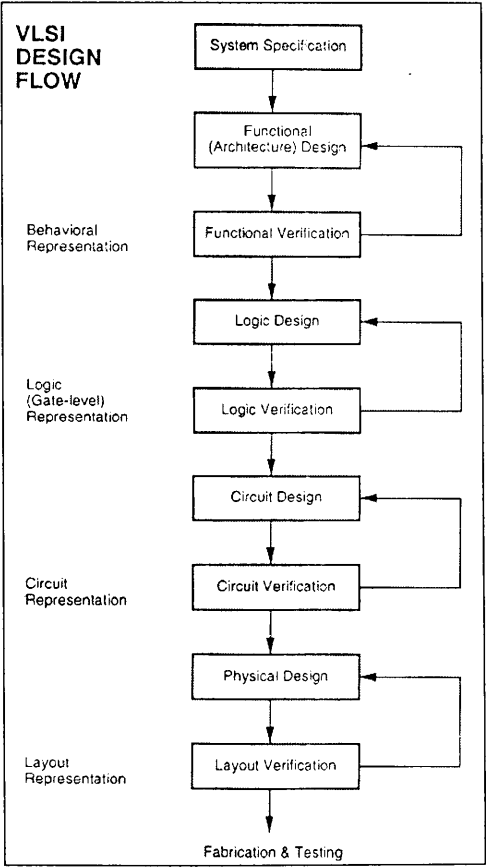 VLSI
DESIGN
FLOW
System Specification
Functional
(Architecture) Design
Behavioral
Representation
Functional Verification
Logic Design
Logic
(Gate-level)
Representation
Logic Verification
Circuit Design
Circuit
Representation
Circuit Verification
Physical Design
Layout
Representation
Layout Verification
Fabrication & Testing